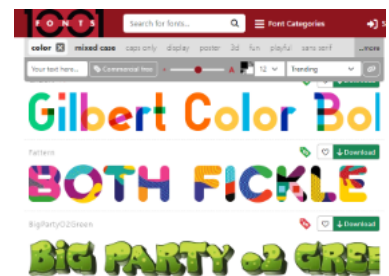 1001
FONTS
Search for fonts...
Font Categories
S
color mixed case caps only display poster 3d fun playful sans serif ...more
Your text here... Commercial free - A 12 Trending
Download
Gilbert Color Bol
Pattern
Download
BOTH FICKLE
BigPartyO2Green
Download
BiG PARTY o2 GREE